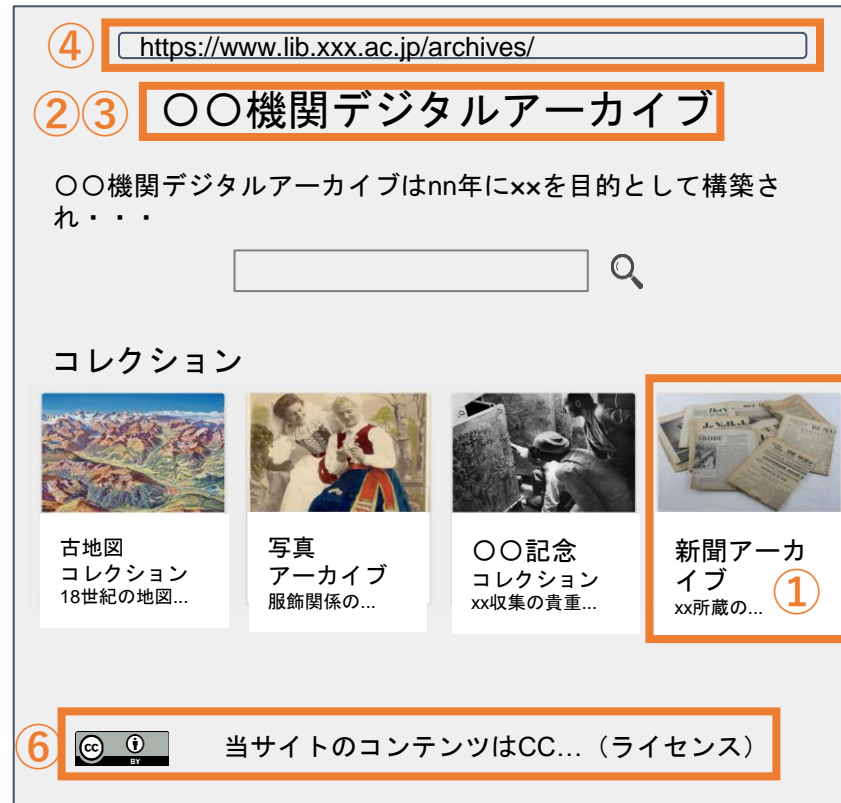 ④ https://www.lib.xxx.ac.jp/archives/
②③ 〇〇機関デジタルアーカイブ
〇〇機関デジタルアーカイブはnn年に××を目的として構築さ
れ・・・
コレクション
古地図
コレクション
18世紀の地図...
写真
アーカイブ
服飾関係の...
〇〇記念
コレクション
xx収集の貴重...
新聞アーカ
イブ
xx所蔵の...
①
⑥ cc BY 当サイトのコンテンツはCC...（ライセンス）